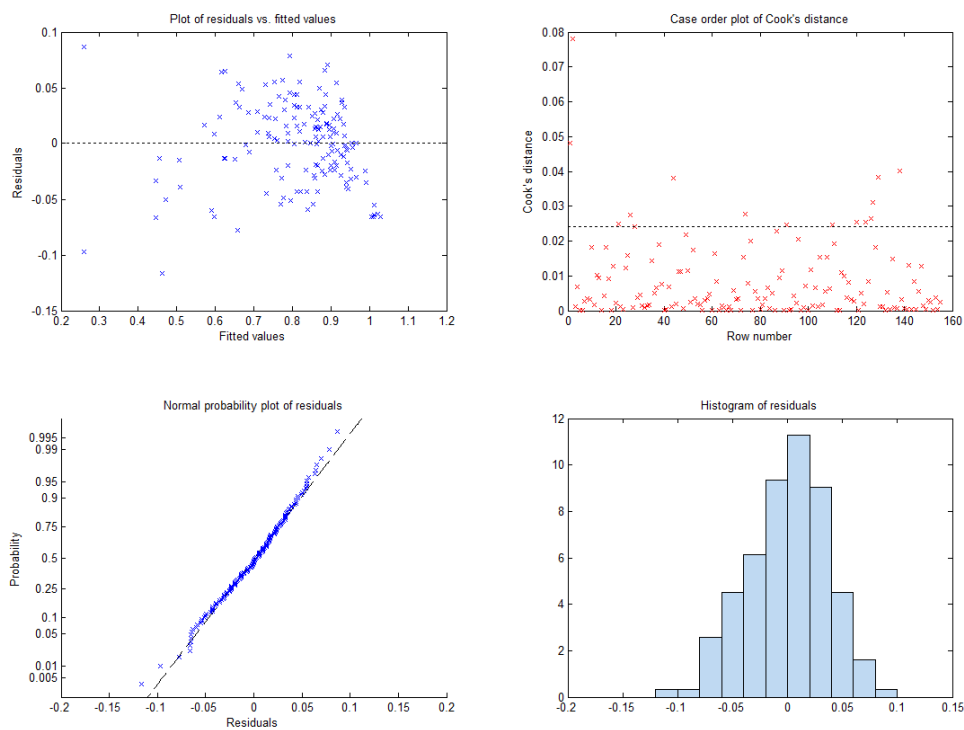 Plot of residuals vs. fitted values
0.1
0.05
0
-0.05
-0.1
-0.15
Residuals
0.2 0.3 0.4 0.5 0.6 0.7 0.8 0.9 1 1.1 1.2
Fitted values
Case order plot of Cook's distance
0.08
0.07
0.06
0.05
0.04
0.03
0.02
0.01
0
Cook's distance
0 20 40 60 80 100 120 140 160
Row number
Normal probability plot of residuals
0.995
0.99
0.95
0.9
0.75
0.5
0.25
0.1
0.05
0.01
0.005
Probability
-0.2 -0.15 -0.1 -0.05 0 0.05 0.1 0.15 0.2
Residuals
Histogram of residuals
12
10
8
6
4
2
0
-0.2 -0.15 -0.1 -0.05 0 0.05 0.1 0.15